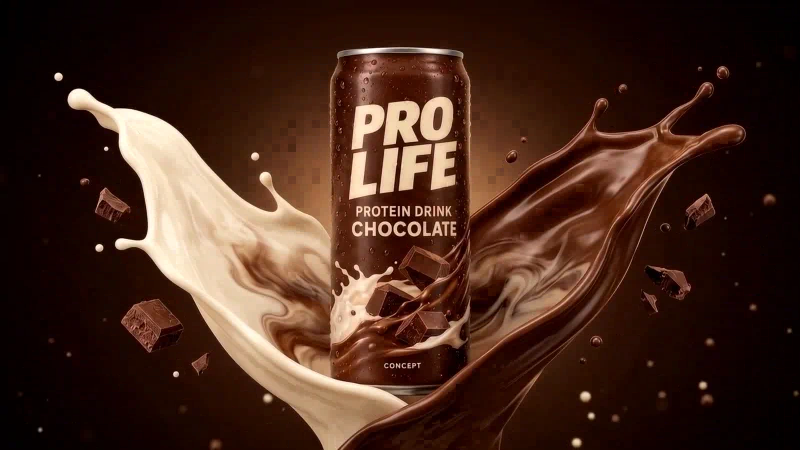 PRO
LIFE
PROTEIN DRINK
CHOCOLATE
CONCEPT